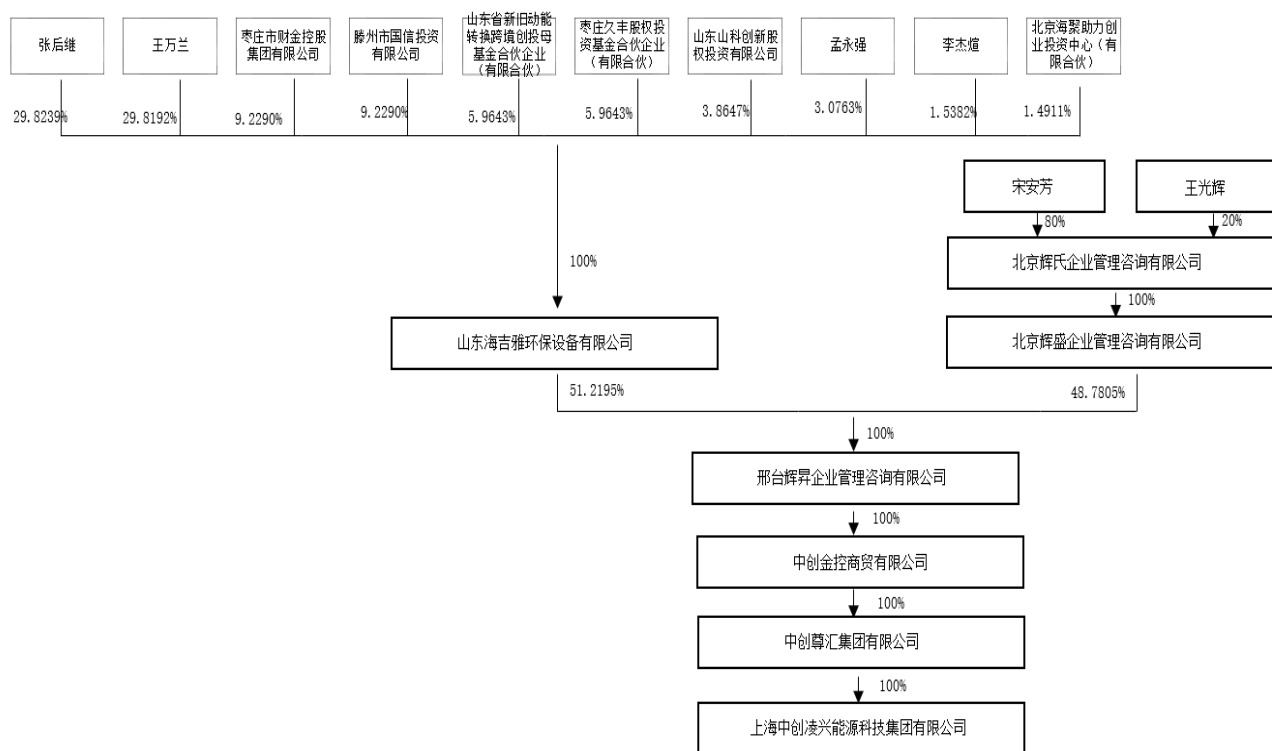 张后继
王万兰
枣庄市财金控股
集团有限公司
滕州市国信投资
有限公司
山东省新旧动能
转换跨境创投母
基金合伙企业
（有限合伙）
枣庄久丰股权投
资基金合伙企业
（有限合伙）
山东山科创新股
权投资有限公司
孟永强
李杰煊
北京海聚助力创
业投资中心（有
限合伙）
29.8239%
29.8192%
9.2290%
9.2290%
5.9643%
5.9643%
3.8647%
3.0763%
1.5382%
1.4911%
宋安芳
王光辉
80%
20%
100%
北京辉氏企业管理咨询有限公司
100%
山东海吉雅环保设备有限公司
北京辉盛企业管理咨询有限公司
51.2195%
48.7805%
100%
邢台辉昇企业管理咨询有限公司
100%
中创金控商贸有限公司
100%
中创尊汇集团有限公司
100%
上海中创凌兴能源科技集团有限公司